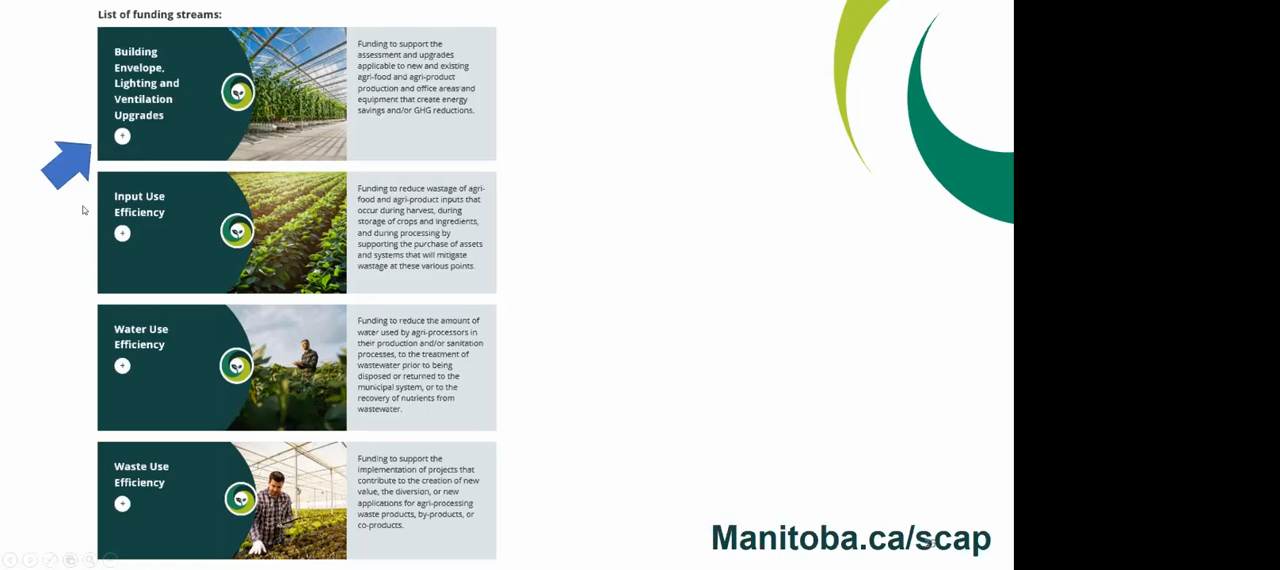 List of funding streams:
Building
Envelope,
Lighting and
Ventilation
Upgrades
+
Funding to support the
assessment and upgrades
applicable to new and existing
agri-food and agri-product
production and office areas and
equipment that create energy
savings and/or GHG reductions.
Input Use
Efficiency
+
Funding to reduce wastage of agri-
food and agri-product inputs that
occur during harvest, during
storage of crops and ingredients,
and during processing by
supporting the purchase of assets
and systems that will mitigate
wastage at these various points.
Water Use
Efficiency
+
Funding to reduce the amount of
water used by agri-processors in
their production and/or sanitation
processes, to the treatment of
wastewater prior to being
disposed or returned to the
municipal system, or to the
recovery of nutrients from
wastewater.
Waste Use
Efficiency
+
Funding to support the
implementation of projects that
contribute to the creation of new
value, the diversion, or new
applications for agri-processing
waste products, by-products, or
co-products.
Manitoba.ca/scap